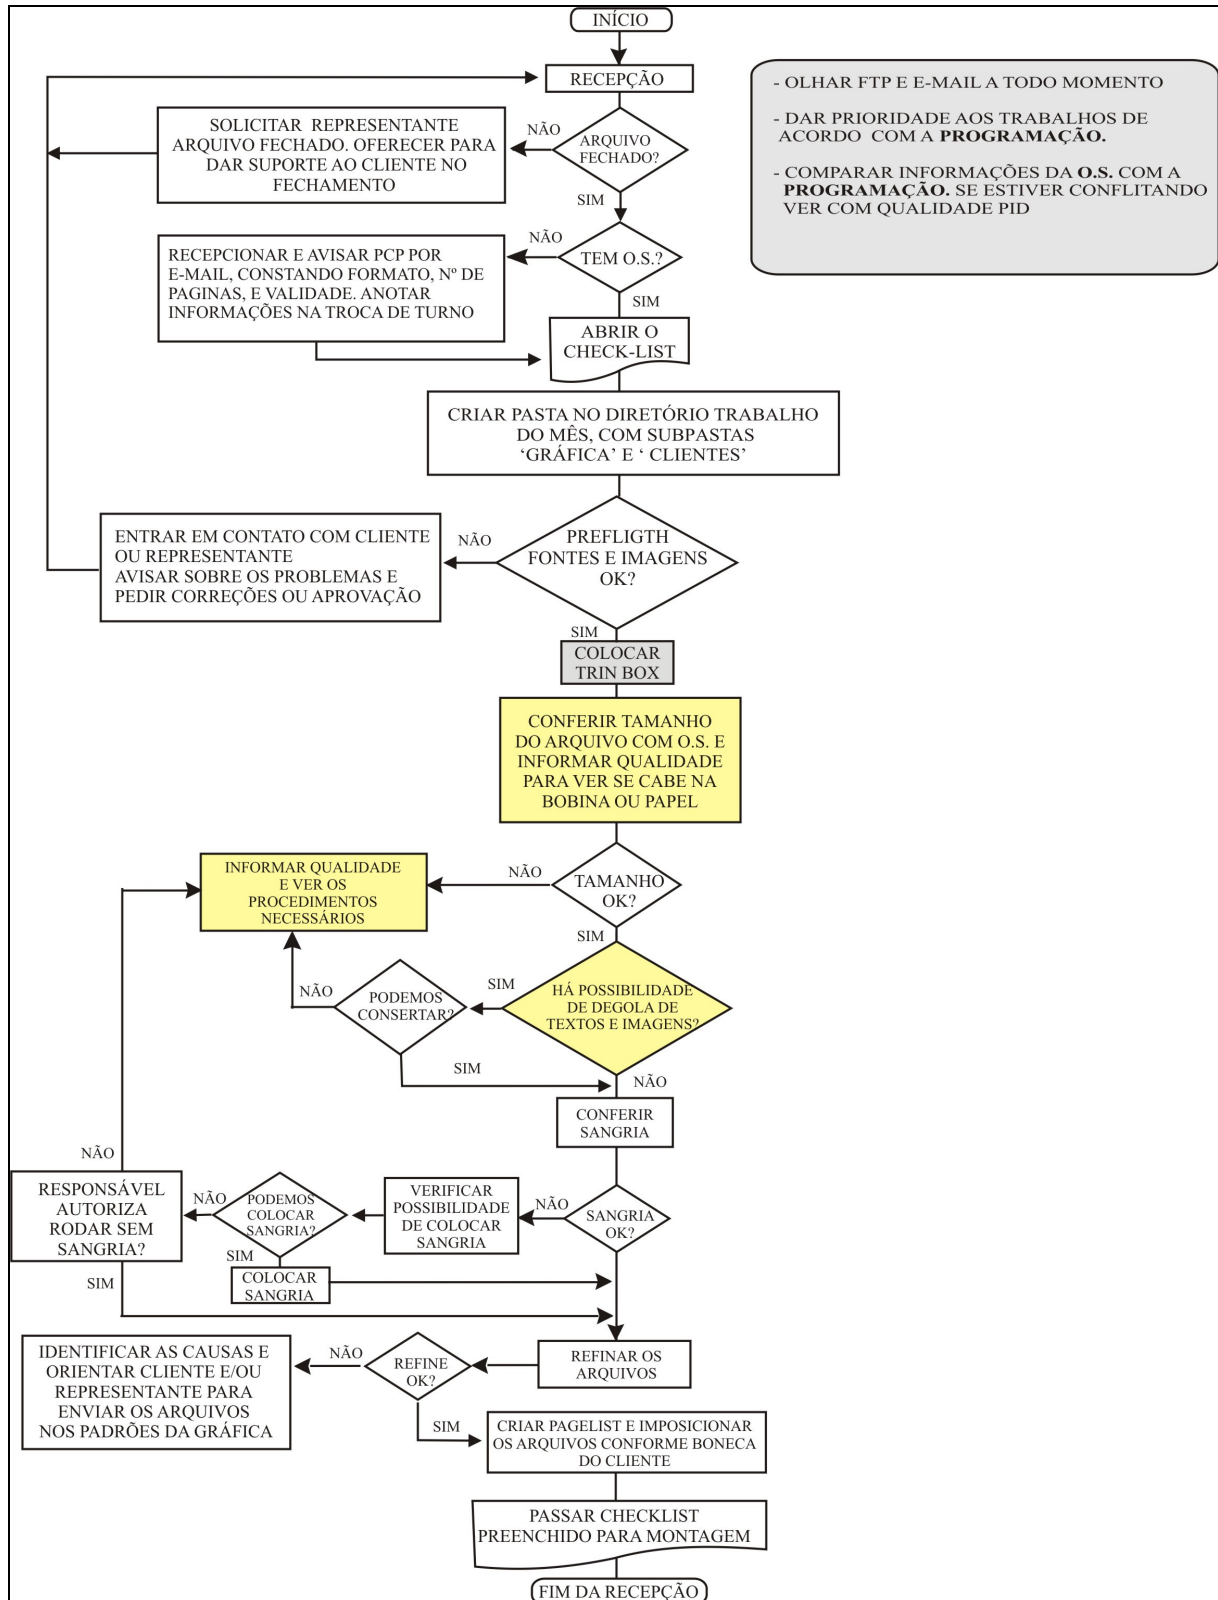 INÍCIO
RECEPÇÃO
- OLHAR FTP E E-MAIL A TODO MOMENTO
- DAR PRIORIDADE AOS TRABALHOS DE
ACORDO COM A PROGRAMAÇÃO.
- COMPARAR INFORMAÇÕES DA O.S. COM A
PROGRAMAÇÃO. SE ESTIVER CONFLITANDO
VER COM QUALIDADE PID
SOLICITAR REPRESENTANTE
ARQUIVO FECHADO. OFERECER PARA
DAR SUPORTE AO CLIENTE NO
FECHAMENTO
NÃO
ARQUIVO
FECHADO?
SIM
RECEPCIONAR E AVISAR PCP POR
E-MAIL, CONSTANDO FORMATO, Nº DE
PAGINAS, E VALIDADE. ANOTAR
INFORMAÇÕES NA TROCA DE TURNO
NÃO
TEM O.S.?
SIM
ABRIR O
CHECK-LIST
CRIAR PASTA NO DIRETÓRIO TRABALHO
DO MÊS, COM SUBPASTAS
‘GRÁFICA’ E ‘ CLIENTES’
ENTRAR EM CONTATO COM CLIENTE
OU REPRESENTANTE
AVISAR SOBRE OS PROBLEMAS E
PEDIR CORREÇÕES OU APROVAÇÃO
NÃO
PREFLIGTH
FONTES E IMAGENS
OK?
SIM
COLOCAR
TRIN BOX
CONFERIR TAMANHO
DO ARQUIVO COM O.S. E
INFORMAR QUALIDADE
PARA VER SE CABE NA
BOBINA OU PAPEL
INFORMAR QUALIDADE
E VER OS
PROCEDIMENTOS
NECESSÁRIOS
NÃO
TAMANHO
OK?
SIM
NÃO
PODEMOS
CONSERTAR?
SIM
HÁ POSSIBILIDADE
DE DEGOLA DE
TEXTOS E IMAGENS?
SIM
NÃO
CONFERIR
SANGRIA
NÃO
RESPONSÁVEL
AUTORIZA
RODAR SEM
SANGRIA?
NÃO
PODEMOS
COLOCAR
SANGRIA?
VERIFICAR
POSSIBILIDADE
DE COLOCAR
SANGRIA
NÃO
SANGRIA
OK?
SIM
SIM
COLOCAR
SANGRIA
IDENTIFICAR AS CAUSAS E
ORIENTAR CLIENTE E/OU
REPRESENTANTE PARA
ENVIAR OS ARQUIVOS
NOS PADRÕES DA GRÁFICA
NÃO
REFINE
OK?
REFINAR OS
ARQUIVOS
SIM
CRIAR PAGELIST E IMPOSICIONAR
OS ARQUIVOS CONFORME BONECA
DO CLIENTE
PASSAR CHECKLIST
PREENCHIDO PARA MONTAGEM
FIM DA RECEPÇÃO